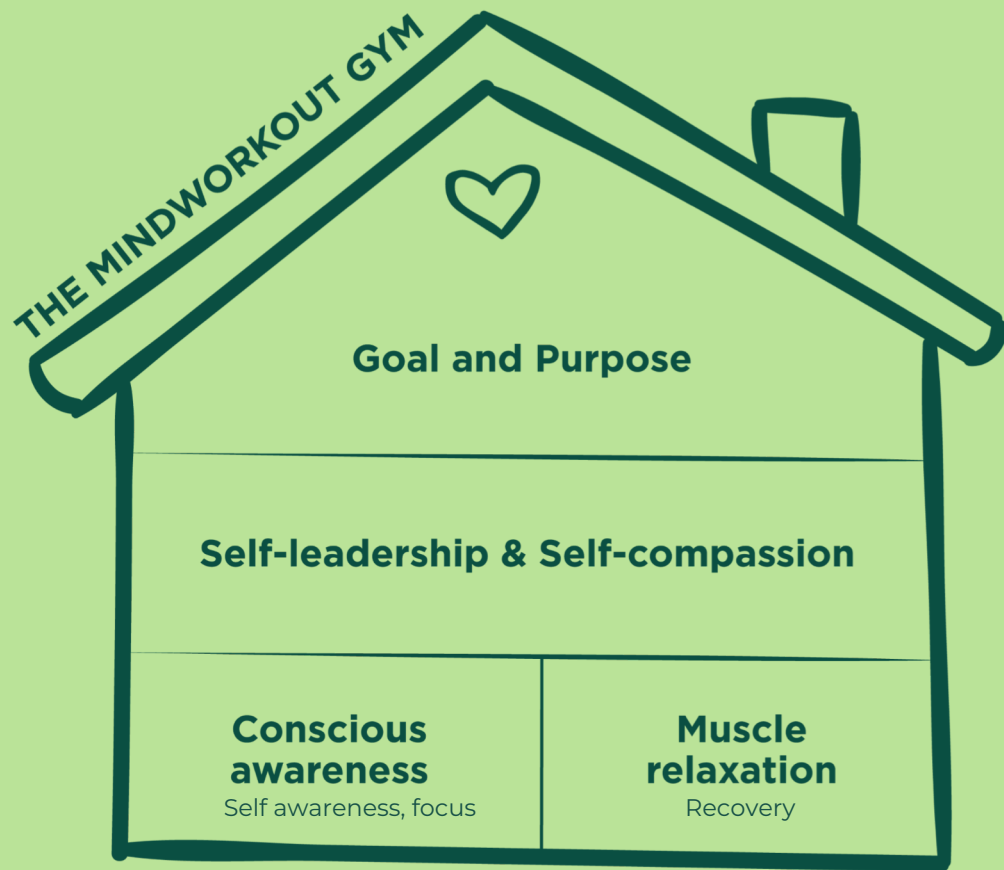 THE MINDWORKOUT GYM
Goal and Purpose
Self-leadership & Self-compassion
Conscious
awareness
Self awareness, focus
Muscle
relaxation
Recovery